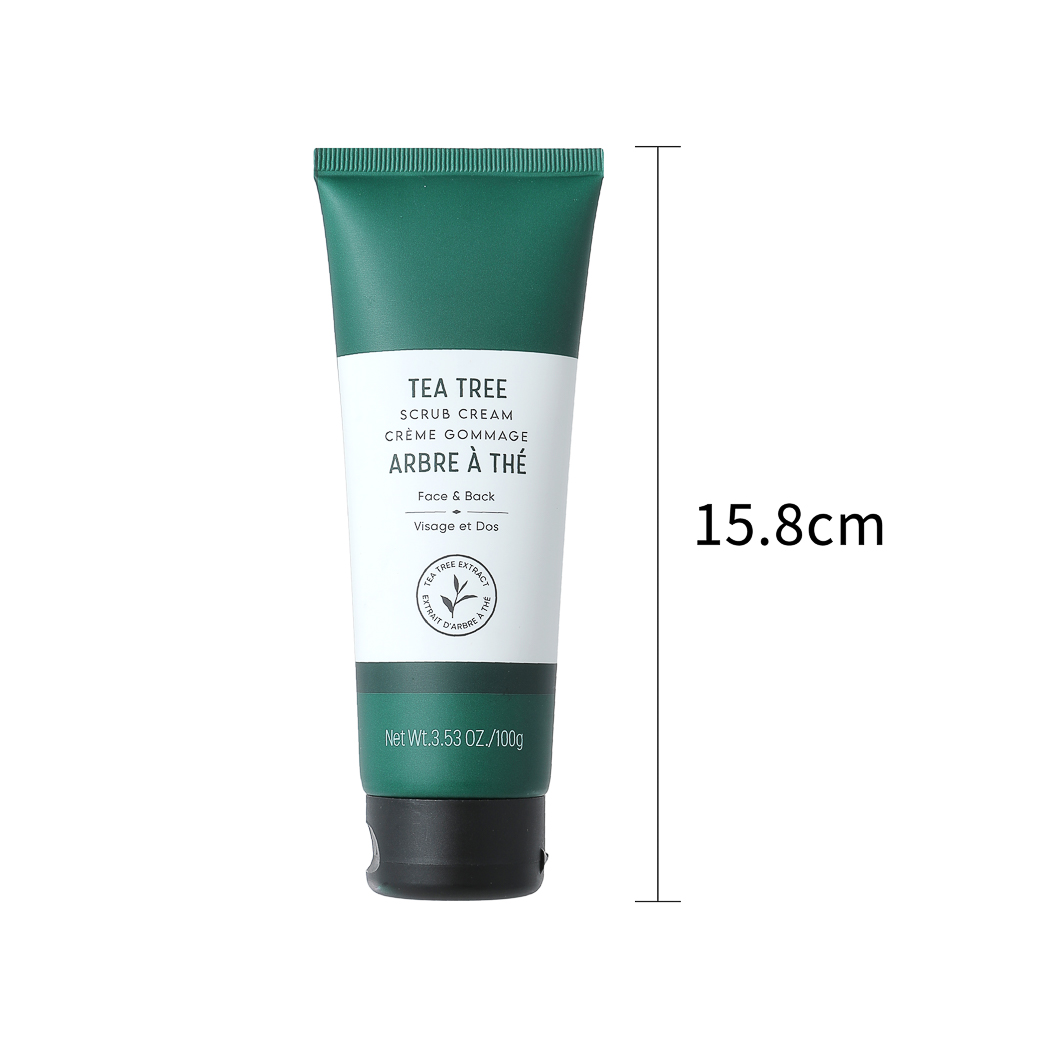 TEA TREE
SCRUB CREAM
CRÈME GOMMAGE
ARBRE À THÉ
Face & Back
Visage et Dos
TEA TREE EXTRACT
EXTRAIT D'ARBRE À THÉ
Net Wt.3.53 OZ./100g
15.8cm